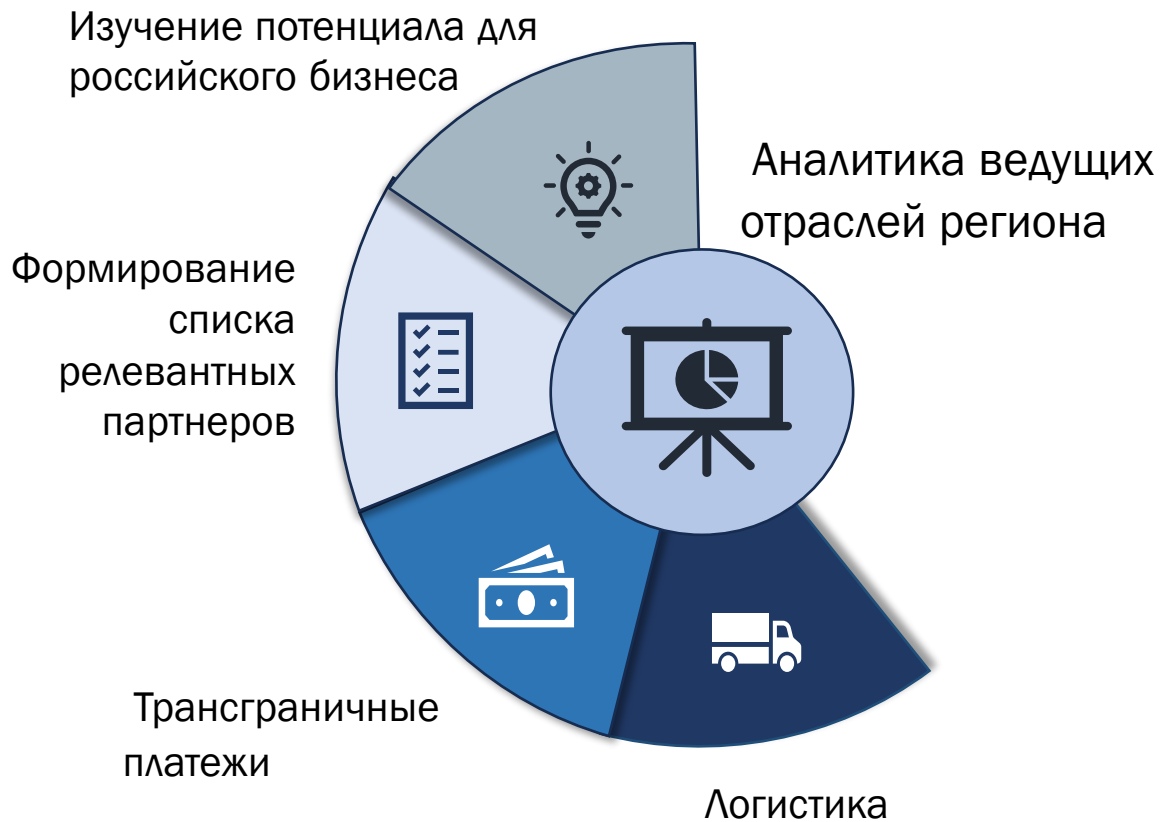 Изучение потенциала для
российского бизнеса
Аналитика ведущих
отраслей региона
Формирование
списка
релевантных
партнеров
Трансграничные
платежи
Логистика